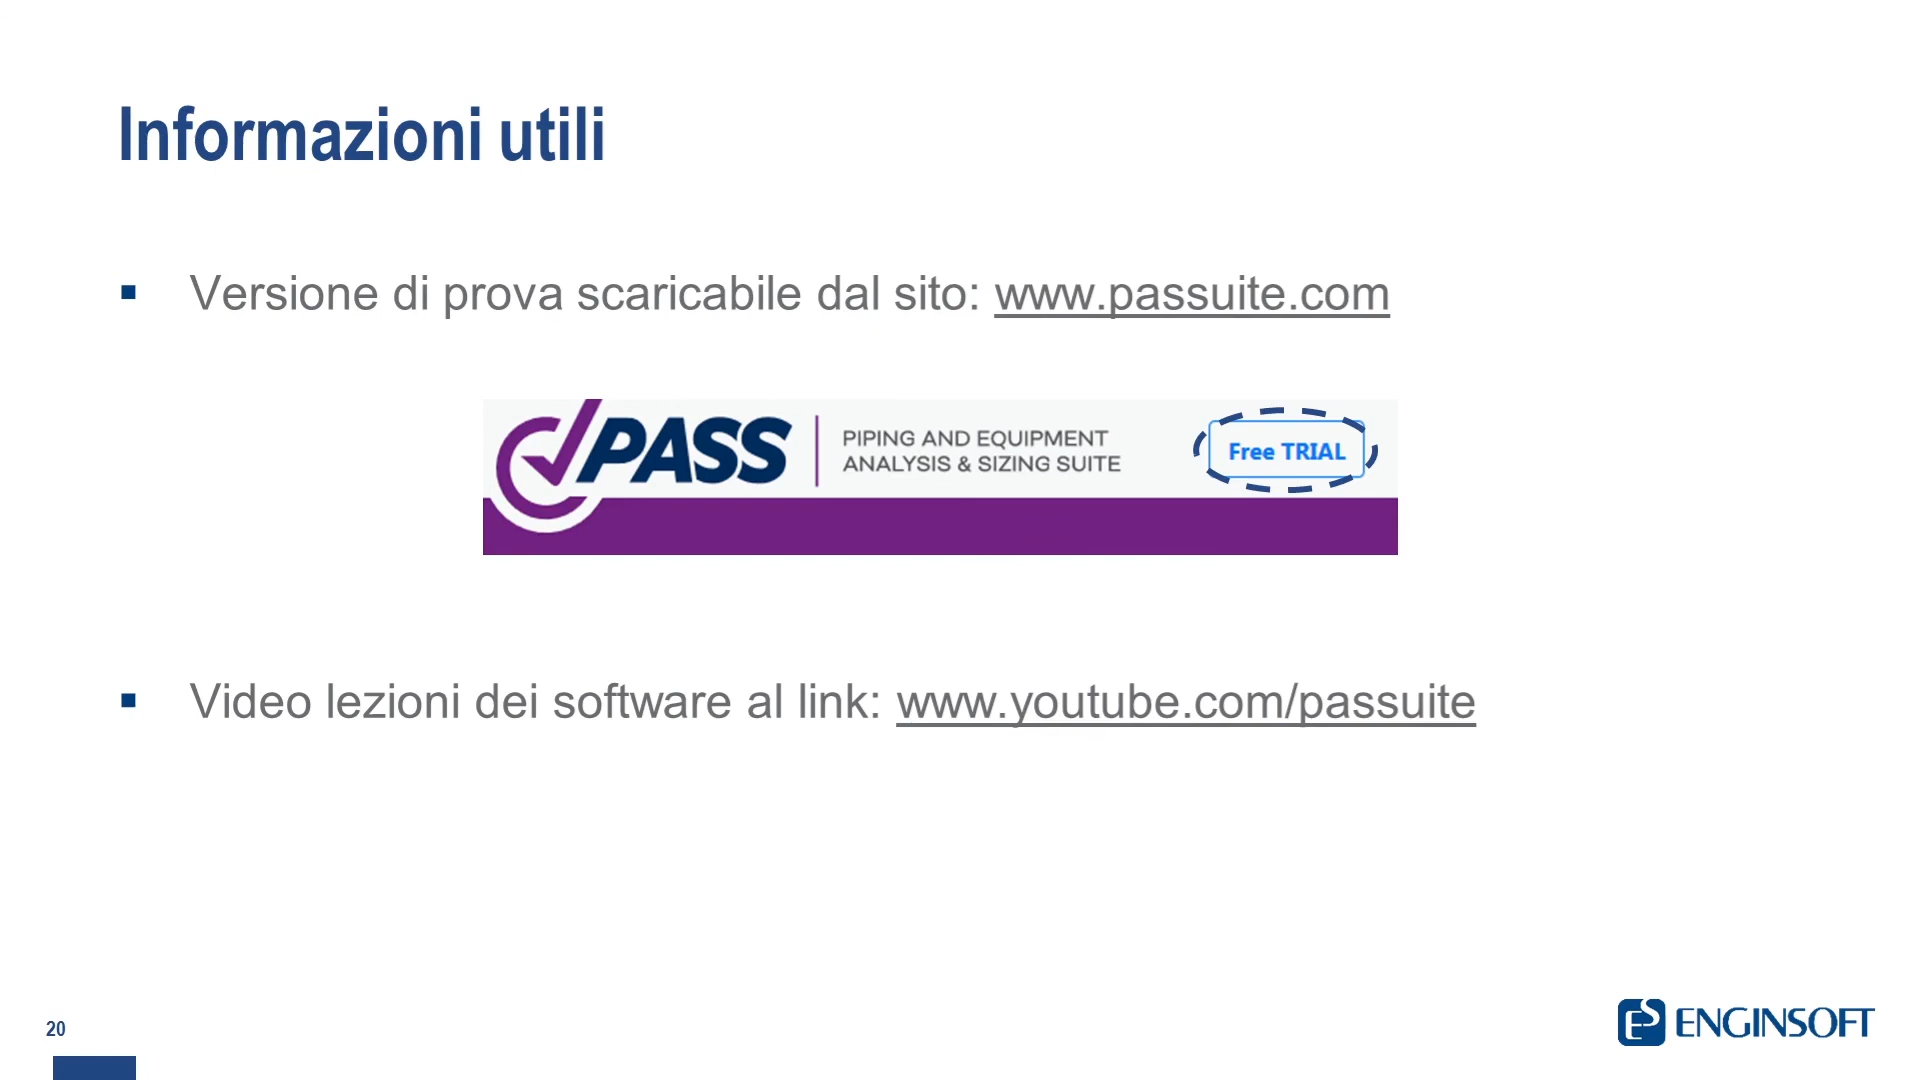 Informazioni utili
Versione di prova scaricabile dal sito: www.passuite.com
PASS
PIPING AND EQUIPMENT
ANALYSIS & SIZING SUITE
Free TRIAL
Video lezioni dei software al link: www.youtube.com/passuite
20
ES ENGINSOFT